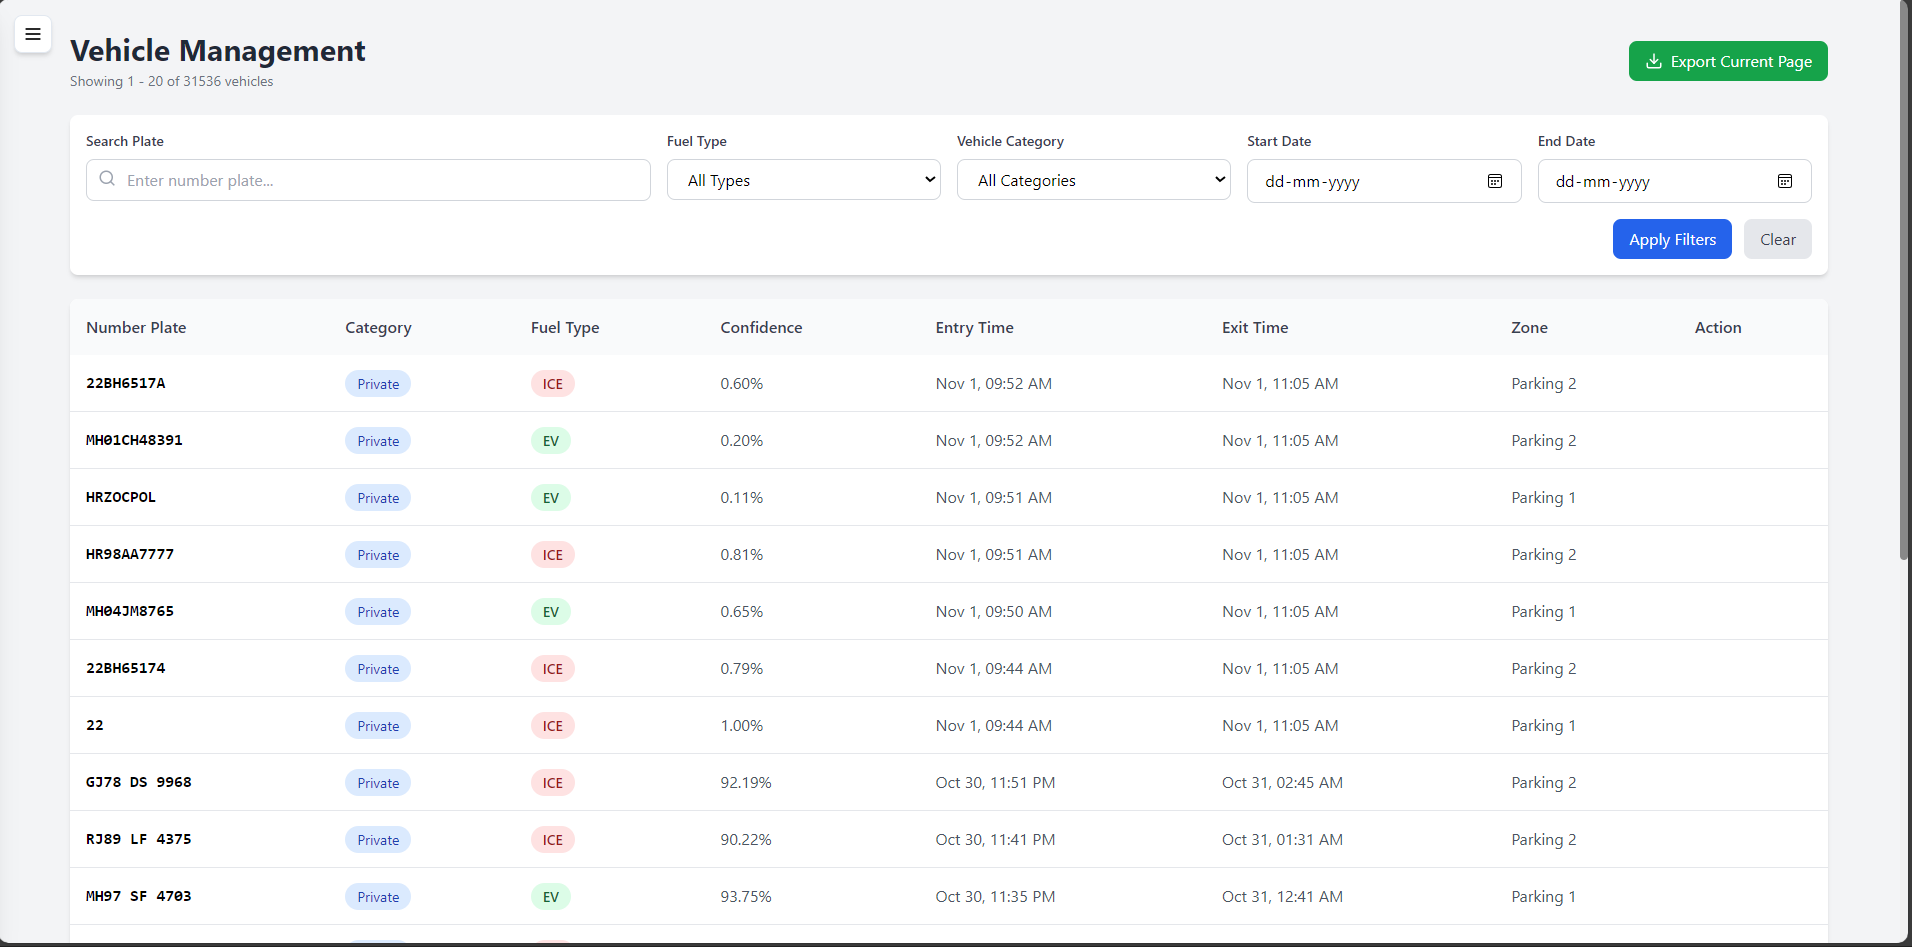 Vehicle Management
Showing 1 - 20 of 31536 vehicles
Export Current Page
Search Plate Fuel Type Vehicle Category Start Date End Date
Enter number plate... All Types All Categories dd-mm-yyyy dd-mm-yyyy
Apply Filters Clear
Number Plate Category Fuel Type Confidence Entry Time Exit Time Zone Action
22BH6517A Private ICE 0.60% Nov 1, 09:52 AM Nov 1, 11:05 AM Parking 2
MH01CH48391 Private EV 0.20% Nov 1, 09:52 AM Nov 1, 11:05 AM Parking 2
HRZOCPOL Private EV 0.11% Nov 1, 09:51 AM Nov 1, 11:05 AM Parking 1
HR98AA7777 Private ICE 0.81% Nov 1, 09:51 AM Nov 1, 11:05 AM Parking 2
MH04JM8765 Private EV 0.65% Nov 1, 09:50 AM Nov 1, 11:05 AM Parking 1
22BH65174 Private ICE 0.79% Nov 1, 09:44 AM Nov 1, 11:05 AM Parking 2
22 Private ICE 1.00% Nov 1, 09:44 AM Nov 1, 11:05 AM Parking 1
GJ78 DS 9968 Private ICE 92.19% Oct 30, 11:51 PM Oct 31, 02:45 AM Parking 2
RJ89 LF 4375 Private ICE 90.22% Oct 30, 11:41 PM Oct 31, 01:31 AM Parking 2
MH97 SF 4703 Private EV 93.75% Oct 30, 11:35 PM Oct 31, 12:41 AM Parking 1